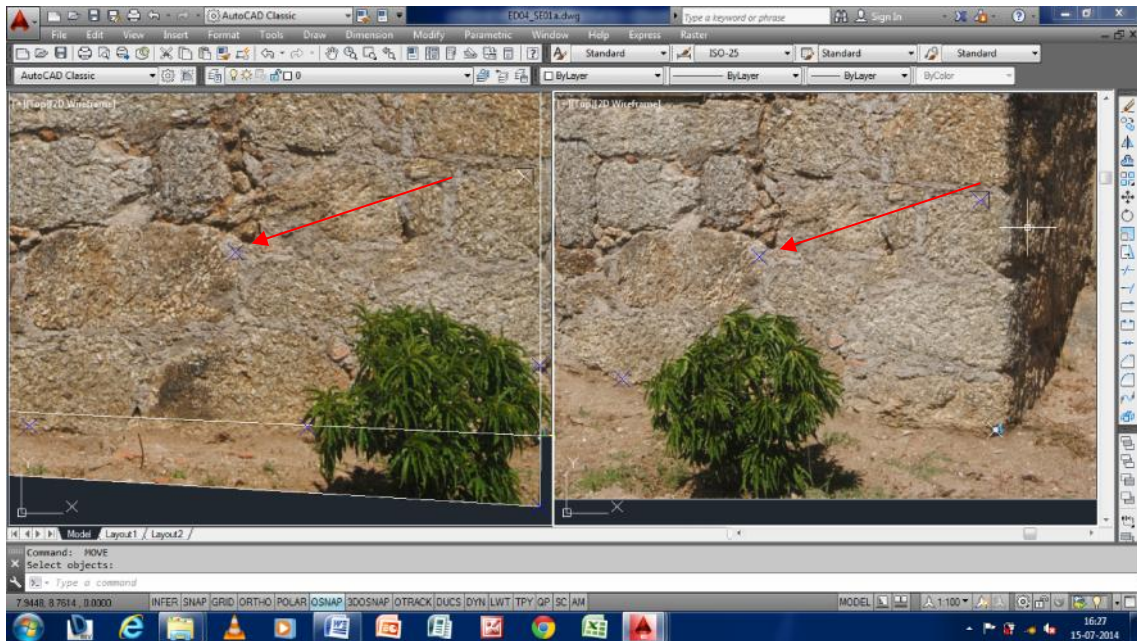 AutoCAD Classic ED04_SE01a.dwg Type a keyword or phrase Sign In
File Edit View Insert Format Tools Draw Dimension Modify Parametric Window Help Express Raster
Standard ISO-25 Standard Standard
AutoCAD Classic 0 ByLayer ByLayer ByLayer ByColor
[+][Top][2D Wireframe] [-][Top][2D Wireframe]
Y
X X
Model Layout1 Layout2
Command: MOVE
Select objects:
Type a command
7.9448, 8.7614, 0.0000 INFER SNAP GRID ORTHO POLAR OSNAP 3DOSNAP OTRACK DUCS DYN LWT TPY QP SC AM MODEL 1:100
16:27
15-07-2014